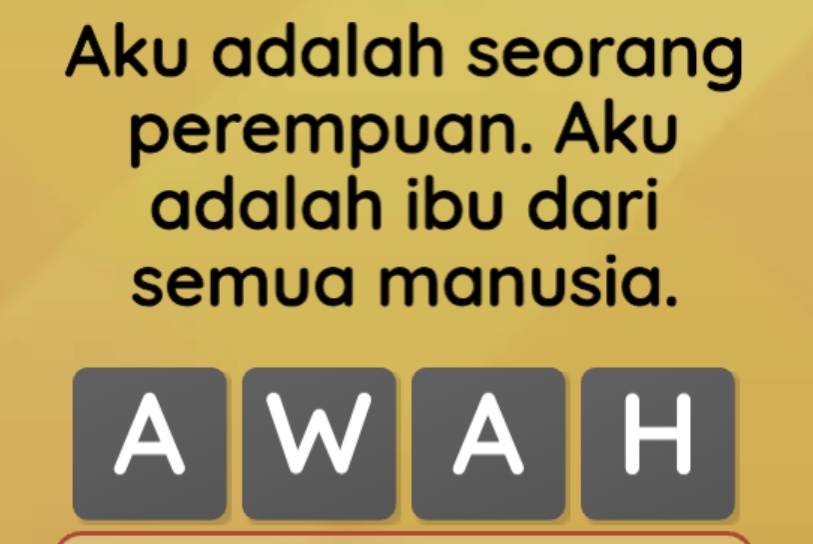 Aku adalah seorang
perempuan. Aku
adalah ibu dari
semua manusia.
A W A H